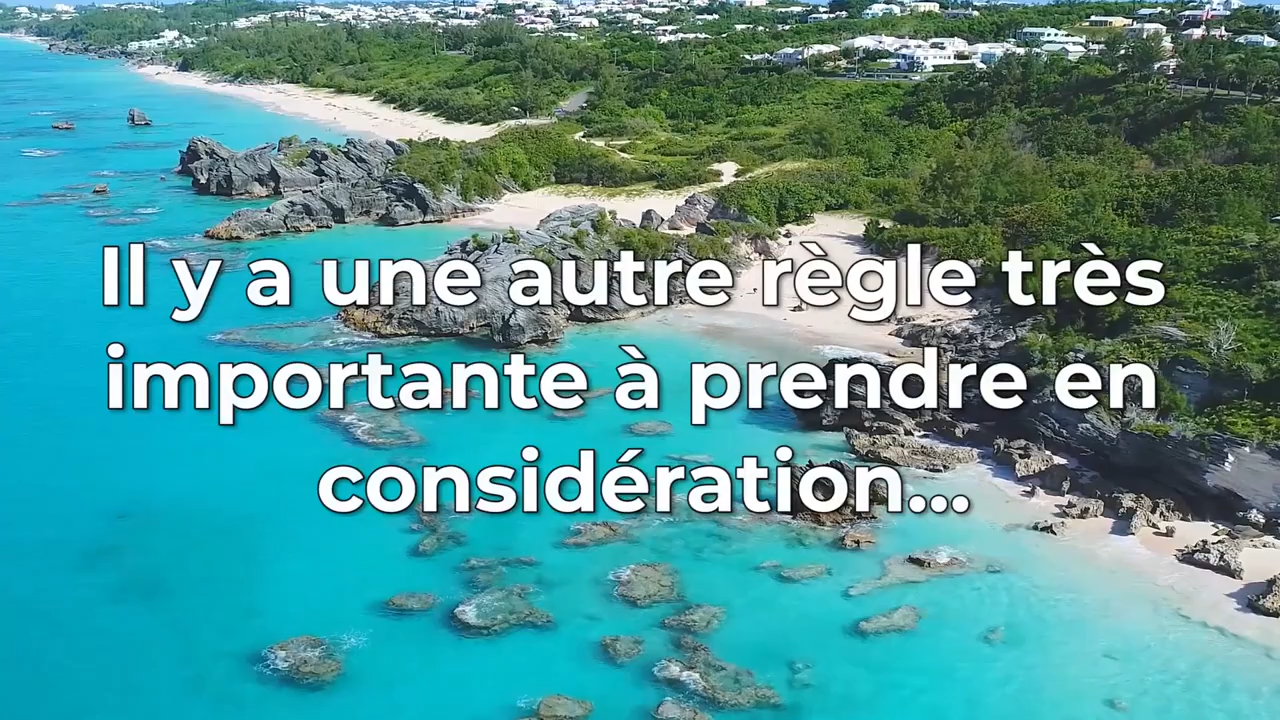 Il y a une autre règle très
importante à prendre en
considération...